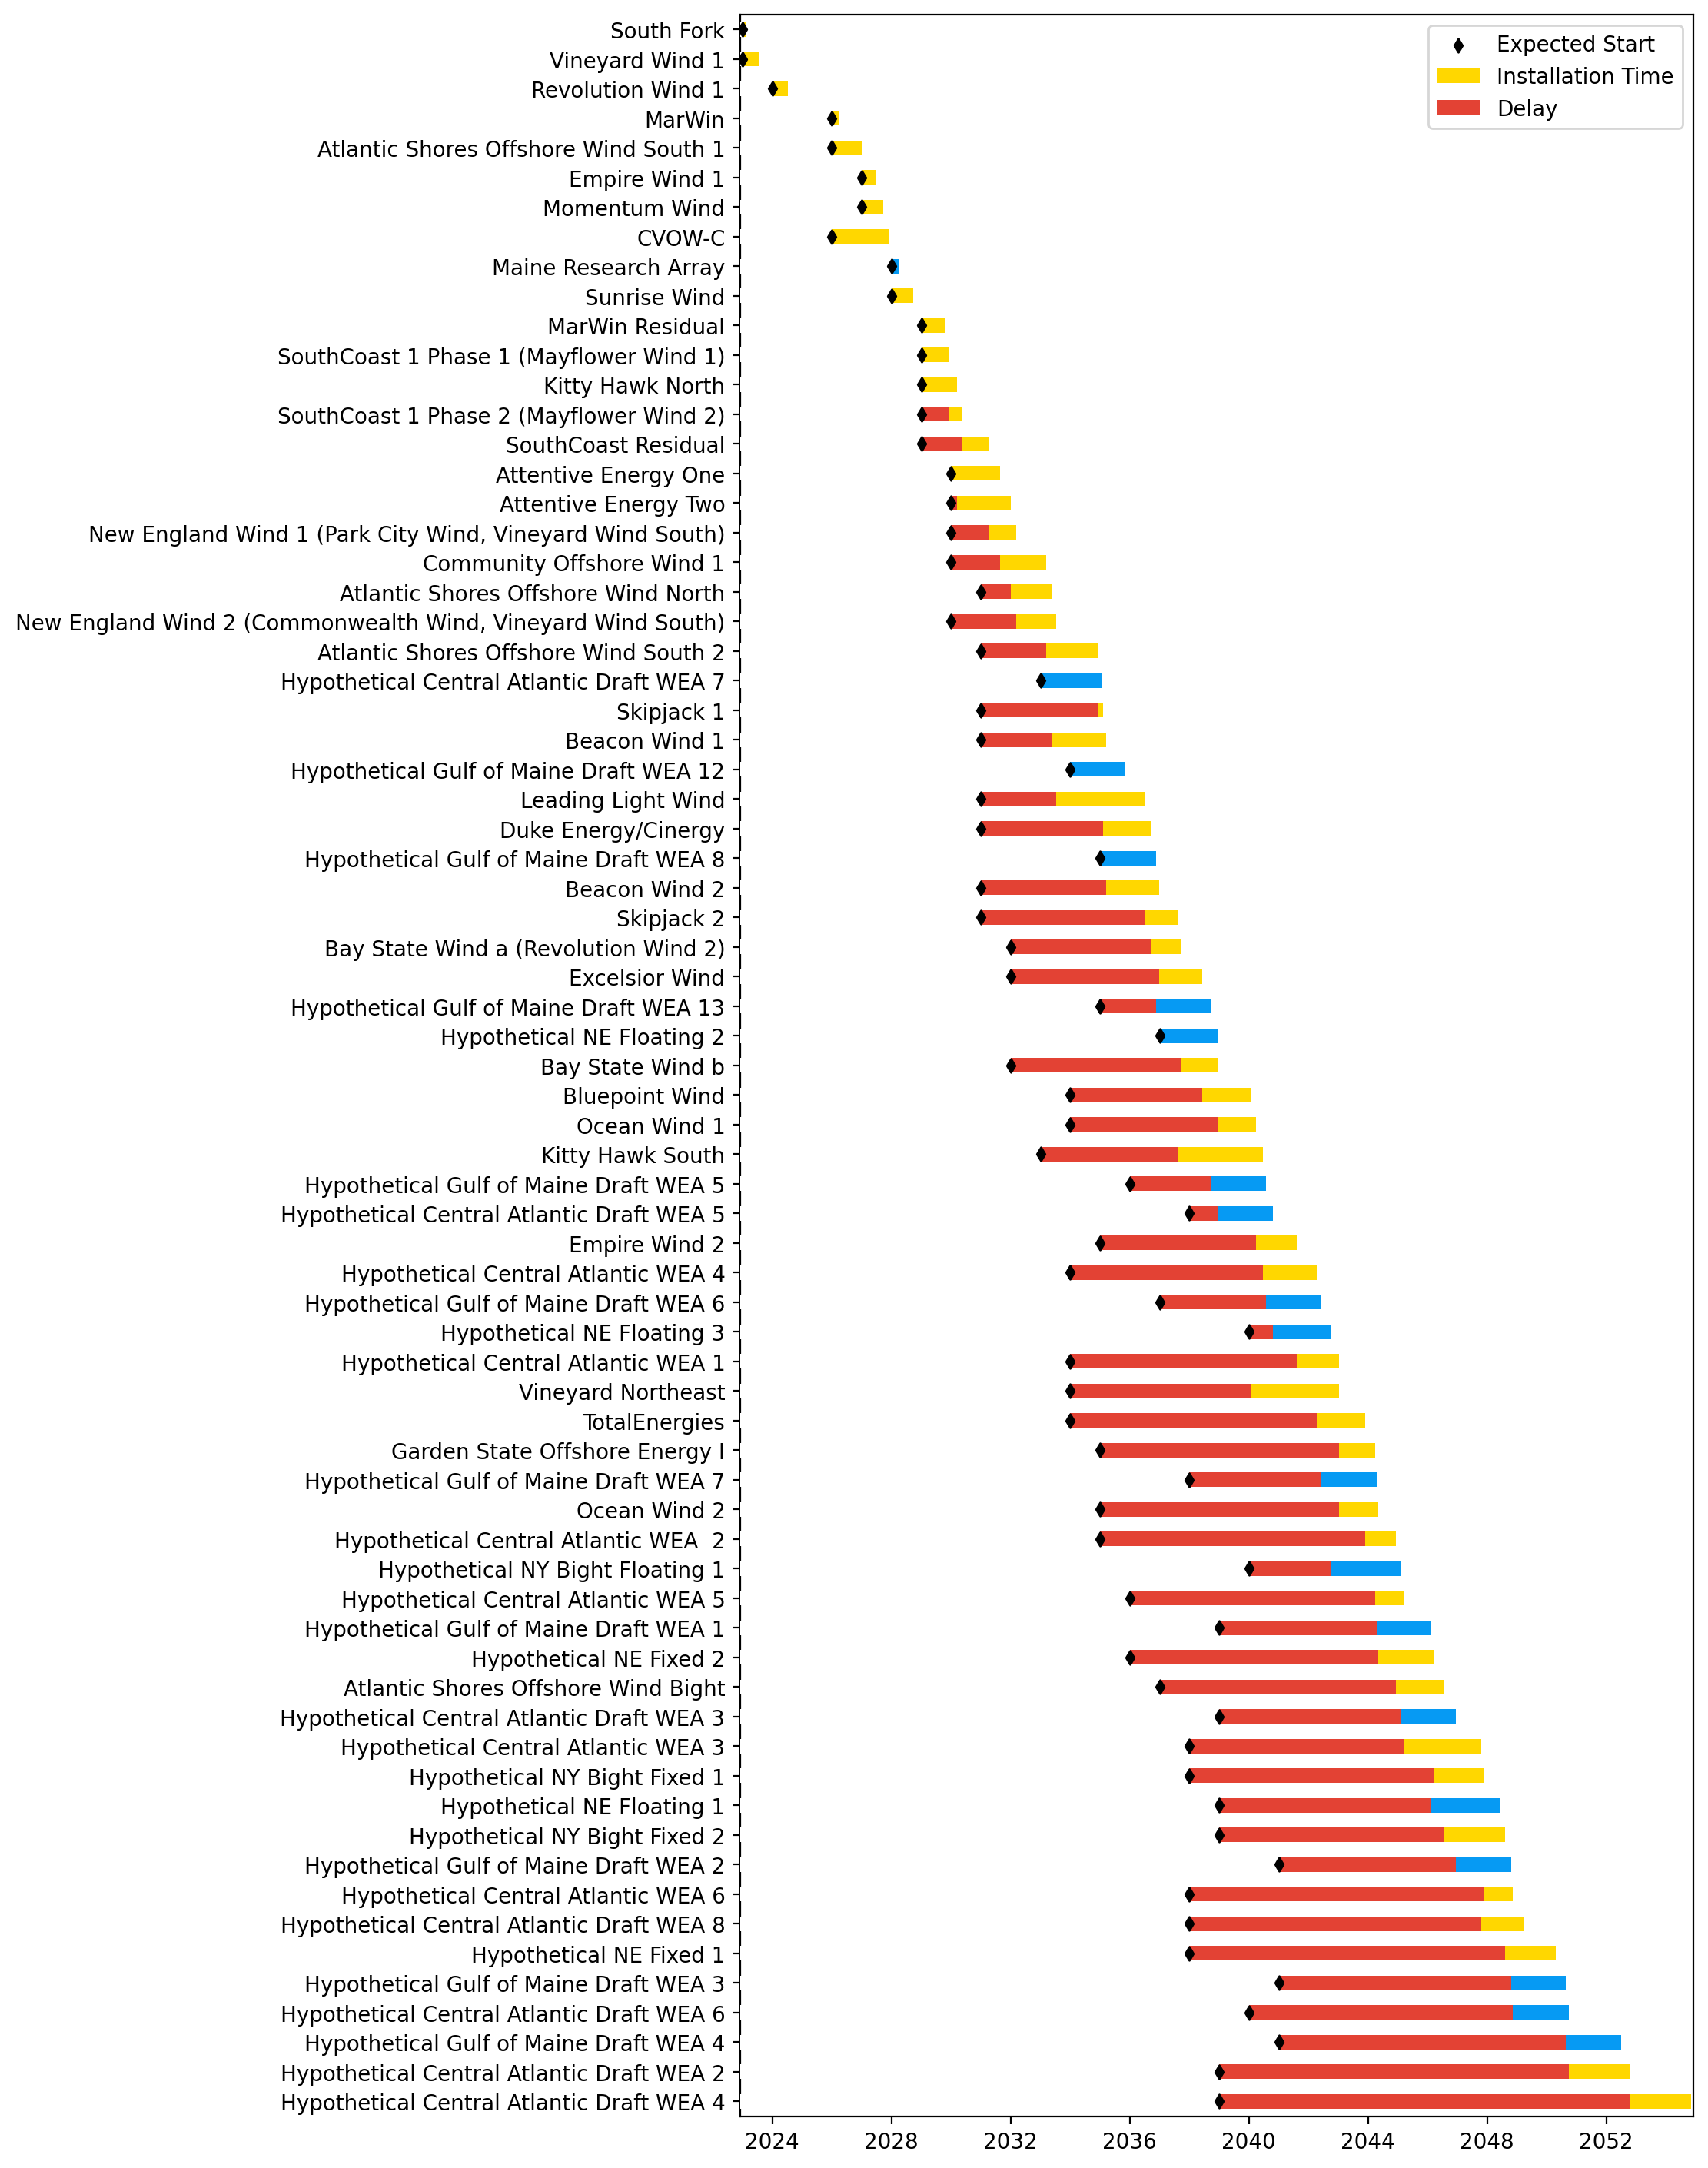 South Fork
Vineyard Wind 1
Revolution Wind 1
MarWin
Atlantic Shores Offshore Wind South 1
Empire Wind 1
Momentum Wind
CVOW-C
Maine Research Array
Sunrise Wind
MarWin Residual
SouthCoast 1 Phase 1 (Mayflower Wind 1)
Kitty Hawk North
SouthCoast 1 Phase 2 (Mayflower Wind 2)
SouthCoast Residual
Attentive Energy One
Attentive Energy Two
New England Wind 1 (Park City Wind, Vineyard Wind South)
Community Offshore Wind 1
Atlantic Shores Offshore Wind North
New England Wind 2 (Commonwealth Wind, Vineyard Wind South)
Atlantic Shores Offshore Wind South 2
Hypothetical Central Atlantic Draft WEA 7
Skipjack 1
Beacon Wind 1
Hypothetical Gulf of Maine Draft WEA 12
Leading Light Wind
Duke Energy/Cinergy
Hypothetical Gulf of Maine Draft WEA 8
Beacon Wind 2
Skipjack 2
Bay State Wind a (Revolution Wind 2)
Excelsior Wind
Hypothetical Gulf of Maine Draft WEA 13
Hypothetical NE Floating 2
Bay State Wind b
Bluepoint Wind
Ocean Wind 1
Kitty Hawk South
Hypothetical Gulf of Maine Draft WEA 5
Hypothetical Central Atlantic Draft WEA 5
Empire Wind 2
Hypothetical Central Atlantic WEA 4
Hypothetical Gulf of Maine Draft WEA 6
Hypothetical NE Floating 3
Hypothetical Central Atlantic WEA 1
Vineyard Northeast
TotalEnergies
Garden State Offshore Energy I
Hypothetical Gulf of Maine Draft WEA 7
Ocean Wind 2
Hypothetical Central Atlantic WEA  2
Hypothetical NY Bight Floating 1
Hypothetical Central Atlantic WEA 5
Hypothetical Gulf of Maine Draft WEA 1
Hypothetical NE Fixed 2
Atlantic Shores Offshore Wind Bight
Hypothetical Central Atlantic Draft WEA 3
Hypothetical Central Atlantic WEA 3
Hypothetical NY Bight Fixed 1
Hypothetical NE Floating 1
Hypothetical NY Bight Fixed 2
Hypothetical Gulf of Maine Draft WEA 2
Hypothetical Central Atlantic WEA 6
Hypothetical Central Atlantic Draft WEA 8
Hypothetical NE Fixed 1
Hypothetical Gulf of Maine Draft WEA 3
Hypothetical Central Atlantic Draft WEA 6
Hypothetical Gulf of Maine Draft WEA 4
Hypothetical Central Atlantic Draft WEA 2
Hypothetical Central Atlantic Draft WEA 4
2024 2028 2032 2036 2040 2044 2048 2052
Expected Start
Installation Time
Delay